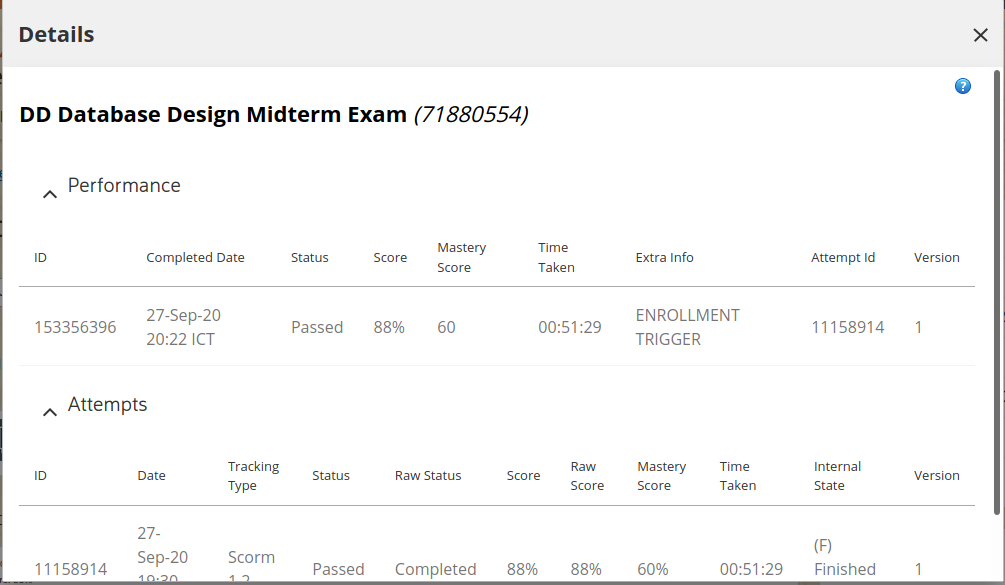 Details
DD Database Design Midterm Exam (71880554)
Performance
ID Completed Date Status Score Mastery Score Time Taken Extra Info Attempt Id Version
153356396 27-Sep-20 20:22 ICT Passed 88% 60 00:51:29 ENROLLMENT TRIGGER 11158914 1
Attempts
ID Date Tracking Type Status Raw Status Score Raw Score Mastery Score Time Taken Internal State Version
11158914 27-Sep-20 19:30 Scorm 1.2 Passed Completed 88% 88% 60% 00:51:29 (F) Finished 1